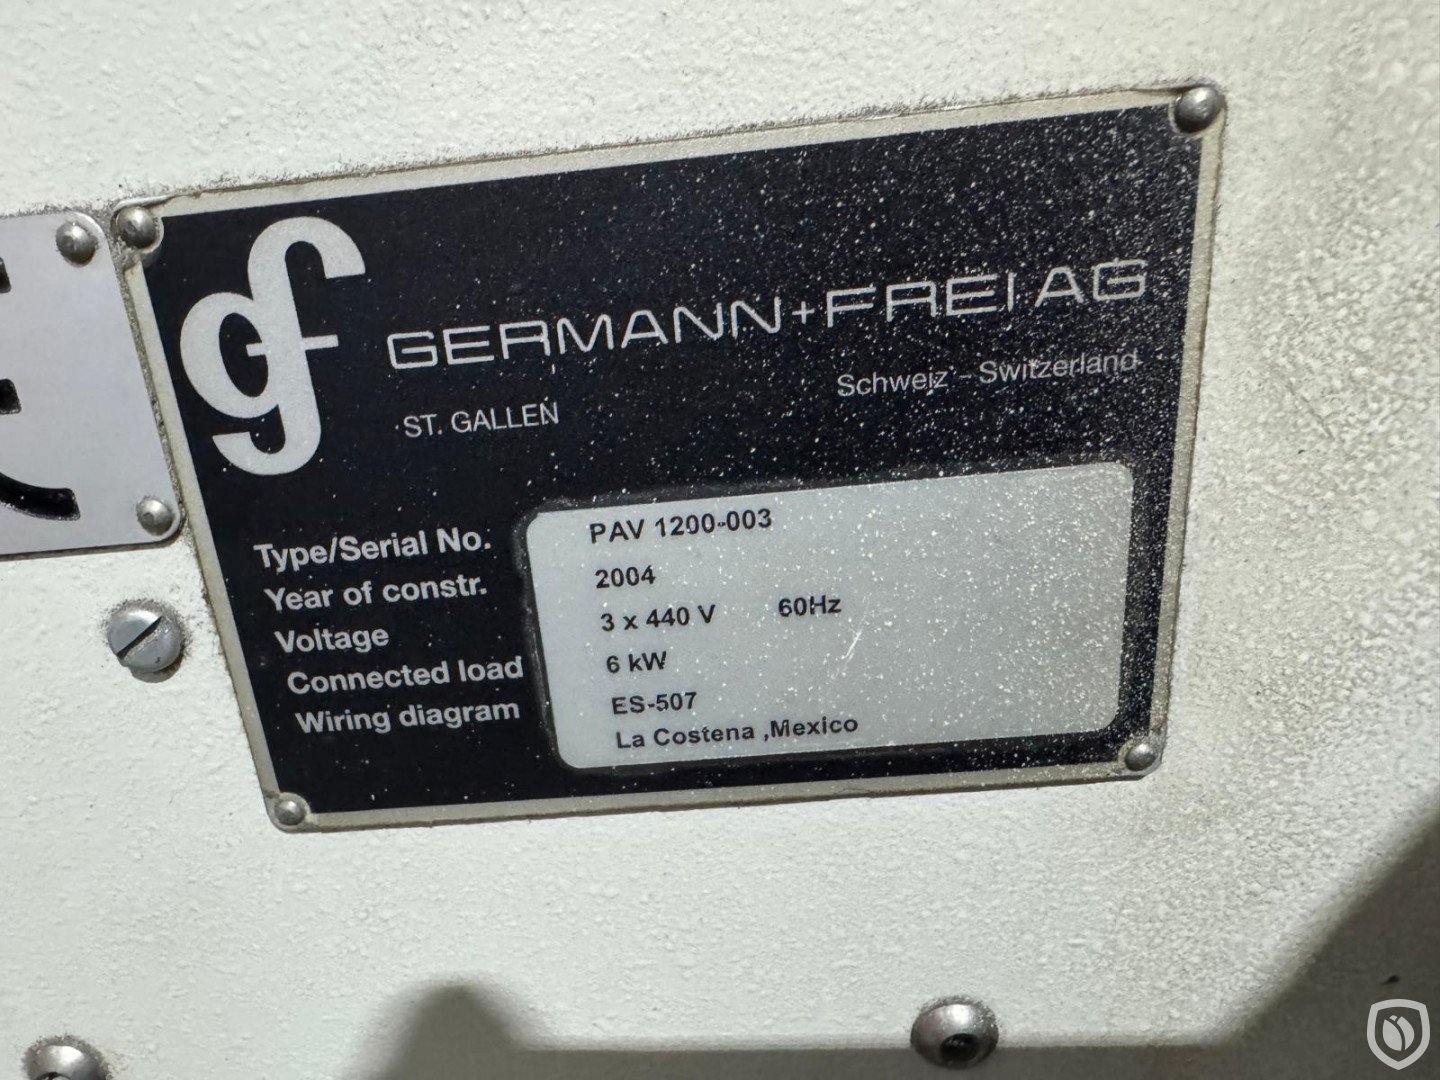 gf
GERMANN+FREI AG
ST. GALLEN
Schweiz - Switzerland
Type/Serial No. PAV 1200-003
Year of constr. 2004
Voltage 3 x 440 V 60Hz
Connected load 6 kW
Wiring diagram ES-507
La Costena ,Mexico